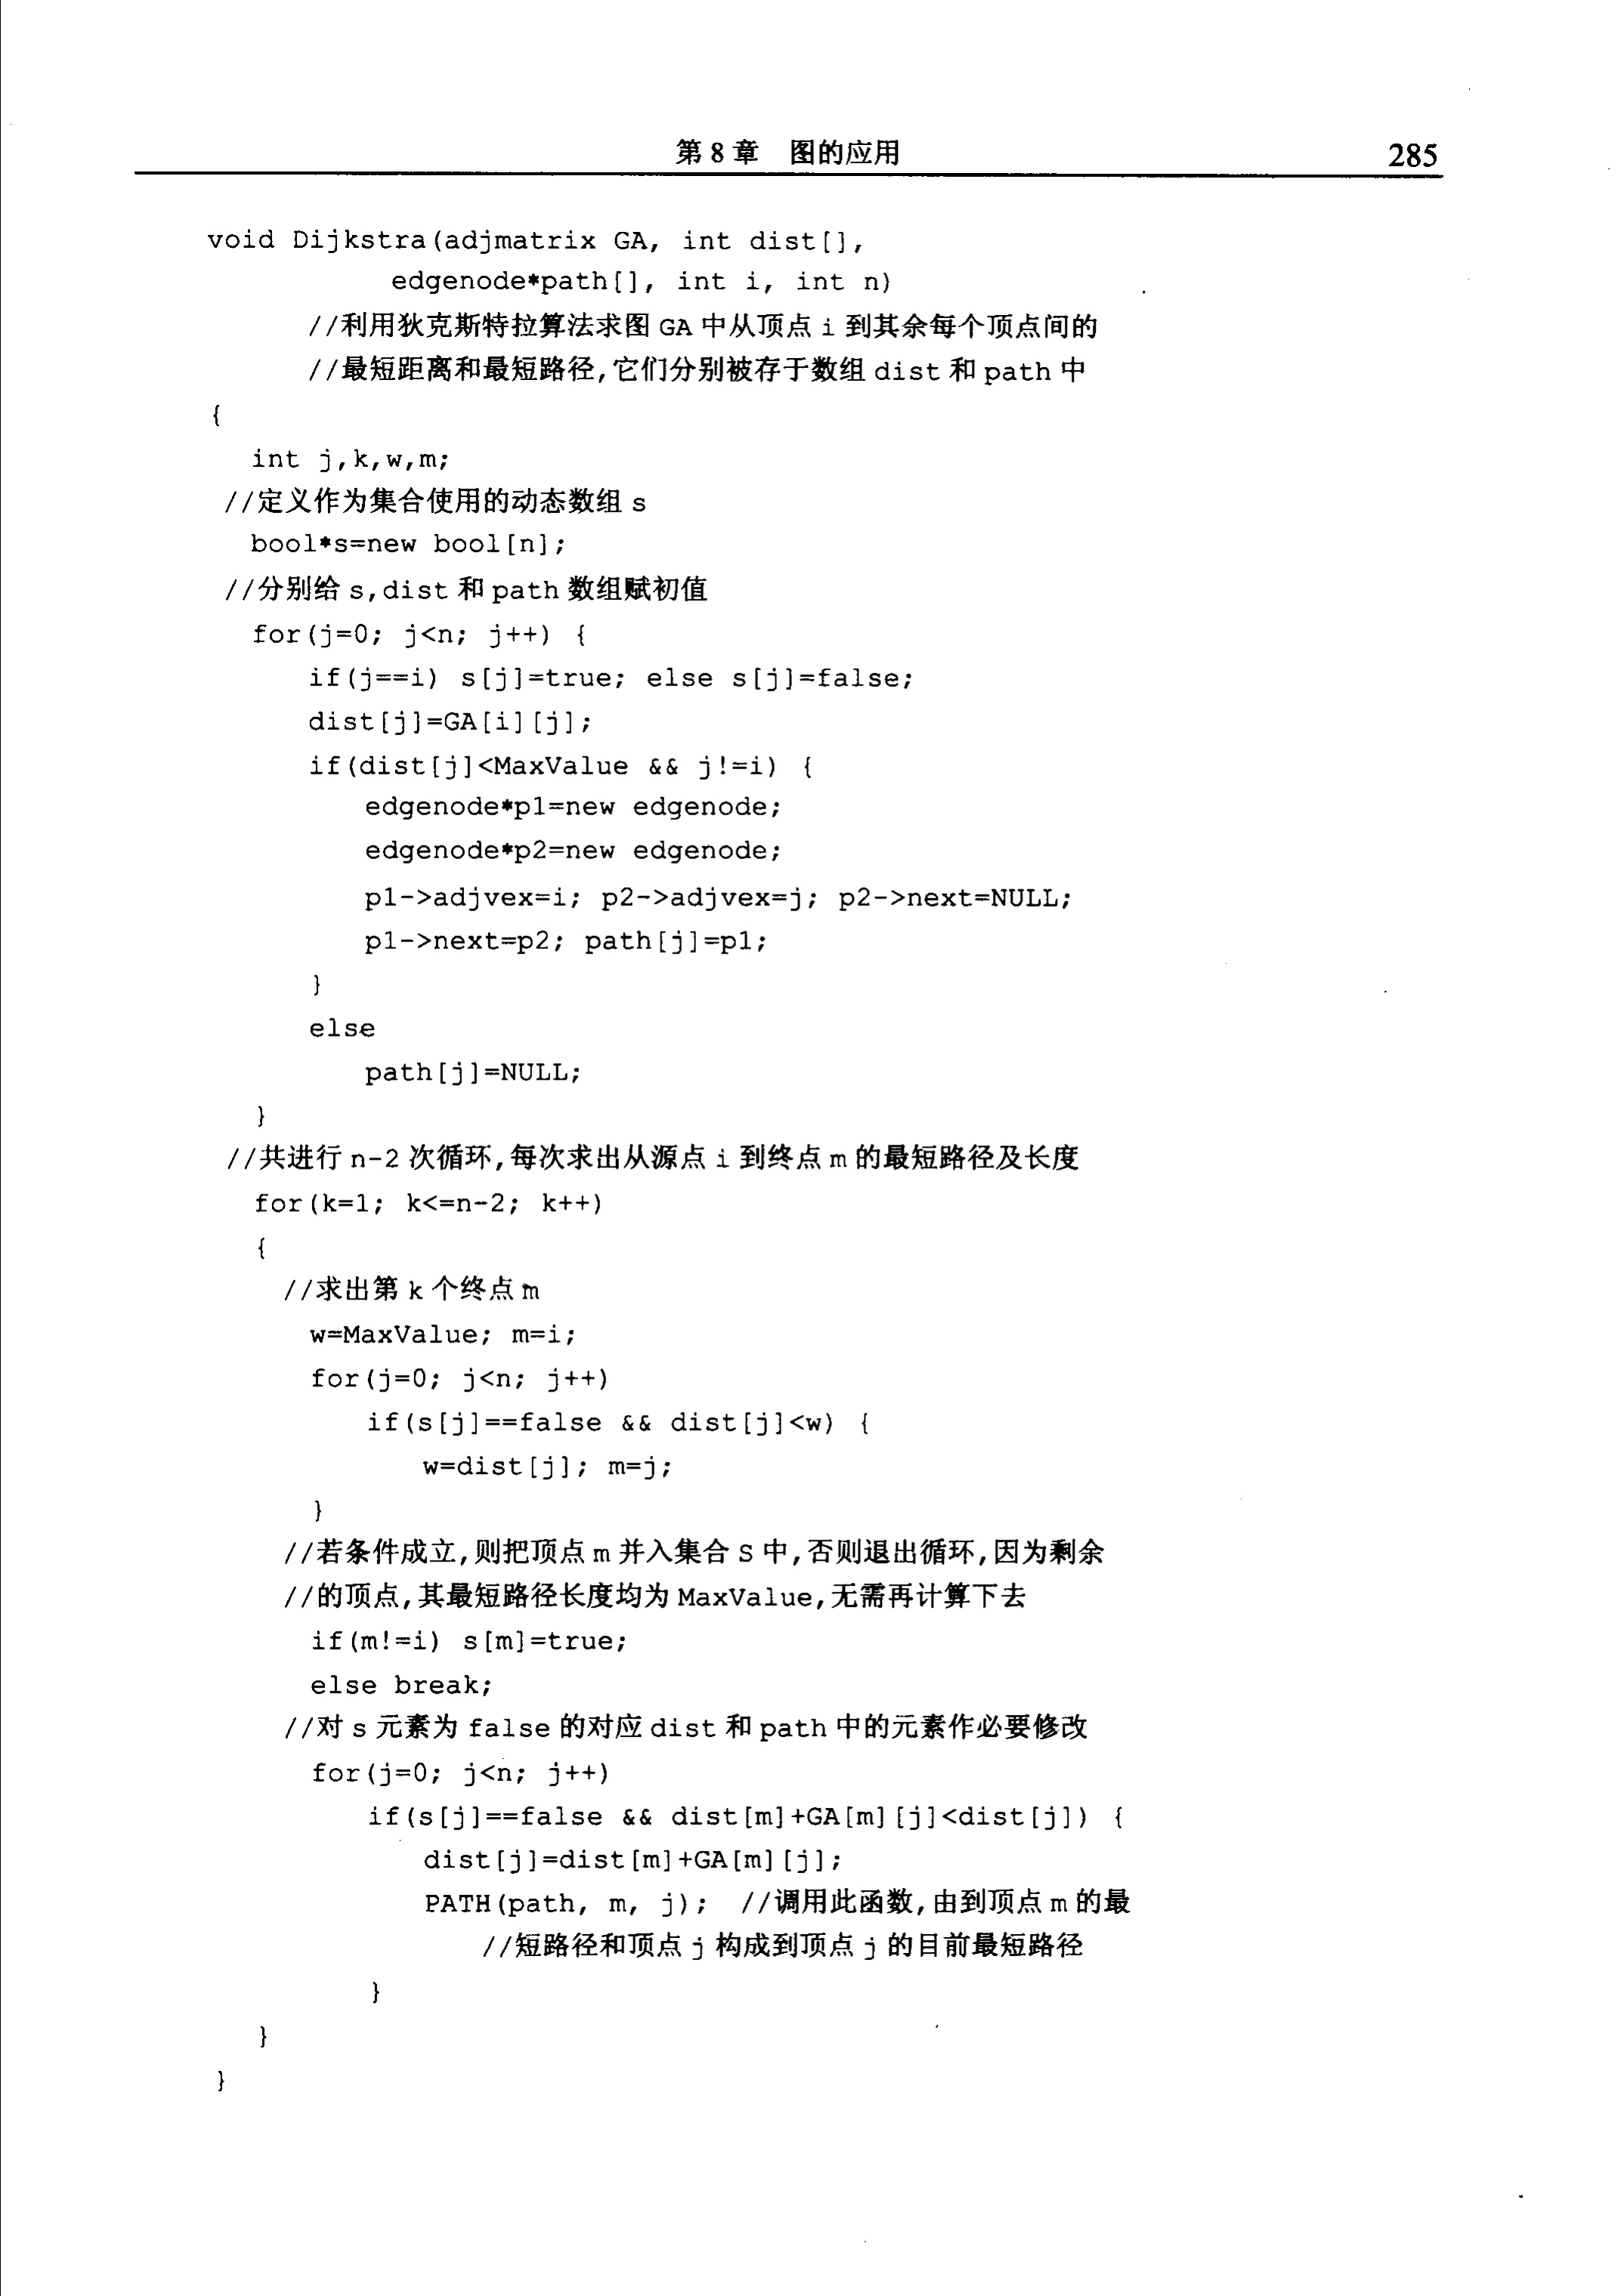 第 8 章 图的应用 285
void Dijkstra(adjmatrix GA, int dist[],
edgenode*path[], int i, int n)
//利用狄克斯特拉算法求图 GA 中从顶点 i 到其余每个顶点间的
//最短距离和最短路径,它们分别被存于数组 dist 和 path 中
{
int j,k,w,m;
//定义作为集合使用的动态数组 s
bool*s=new bool[n];
//分别给 s,dist 和 path 数组赋初值
for(j=0; j<n; j++) {
if(j==i) s[j]=true; else s[j]=false;
dist[j]=GA[i][j];
if(dist[j]<MaxValue && j!=i) {
edgenode*p1=new edgenode;
edgenode*p2=new edgenode;
p1->adjvex=i; p2->adjvex=j; p2->next=NULL;
p1->next=p2; path[j]=p1;
}
else
path[j]=NULL;
}
//共进行 n-2 次循环,每次求出从源点 i 到终点 m 的最短路径及长度
for(k=1; k<=n-2; k++)
{
//求出第 k 个终点 m
w=MaxValue; m=i;
for(j=0; j<n; j++)
if(s[j]==false && dist[j]<w) {
w=dist[j]; m=j;
}
//若条件成立,则把顶点 m 并入集合 S 中,否则退出循环,因为剩余
//的顶点,其最短路径长度均为 MaxValue,无需再计算下去
if(m!=i) s[m]=true;
else break;
//对 s 元素为 false 的对应 dist 和 path 中的元素作必要修改
for(j=0; j<n; j++)
if(s[j]==false && dist[m]+GA[m][j]<dist[j]) {
dist[j]=dist[m]+GA[m][j];
PATH(path, m, j); //调用此函数,由到顶点 m 的最
//短路径和顶点 j 构成到顶点 j 的目前最短路径
}
}
}